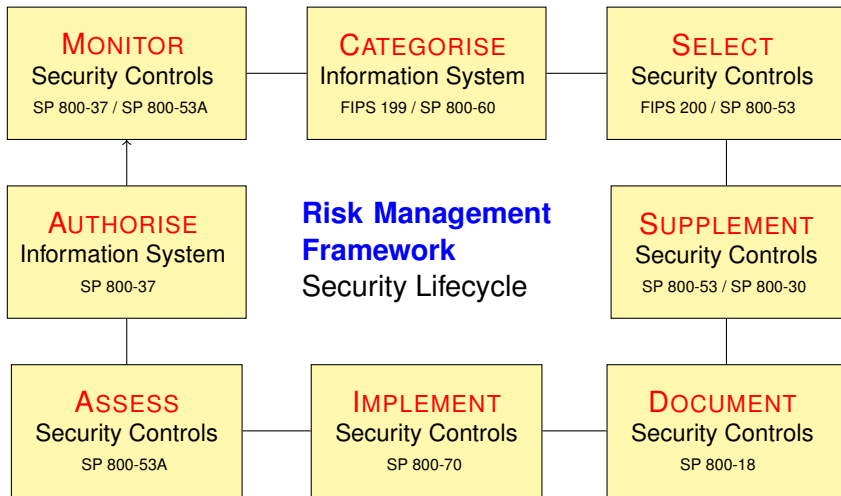 MONITOR
Security Controls
SP 800-37 / SP 800-53A
CATEGORISE
Information System
FIPS 199 / SP 800-60
SELECT
Security Controls
FIPS 200 / SP 800-53
AUTHORISE
Information System
SP 800-37
Risk Management
Framework
Security Lifecycle
SUPPLEMENT
Security Controls
SP 800-53 / SP 800-30
ASSESS
Security Controls
SP 800-53A
IMPLEMENT
Security Controls
SP 800-70
DOCUMENT
Security Controls
SP 800-18